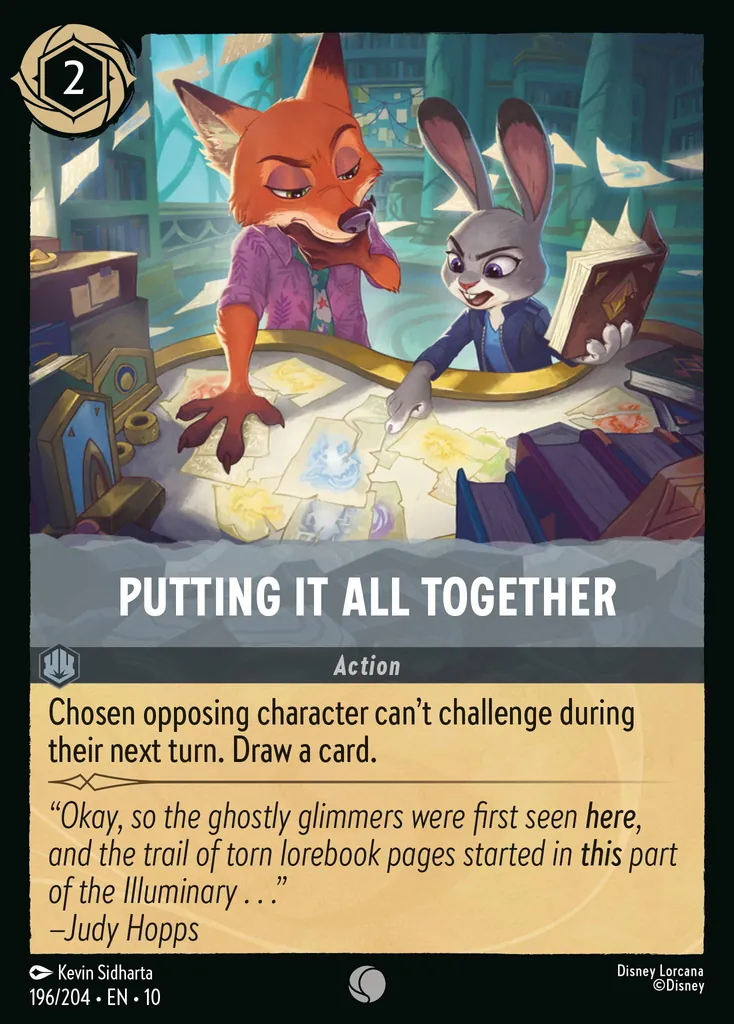 2
PUTTING IT ALL TOGETHER
Action
Chosen opposing character can't challenge during
their next turn. Draw a card.
“Okay, so the ghostly glimmers were first seen here,
and the trail of torn lorebook pages started in this part
of the Illuminary . . .”
–Judy Hopps
Kevin Sidharta
Disney Lorcana
196/204 • EN • 10
©Disney